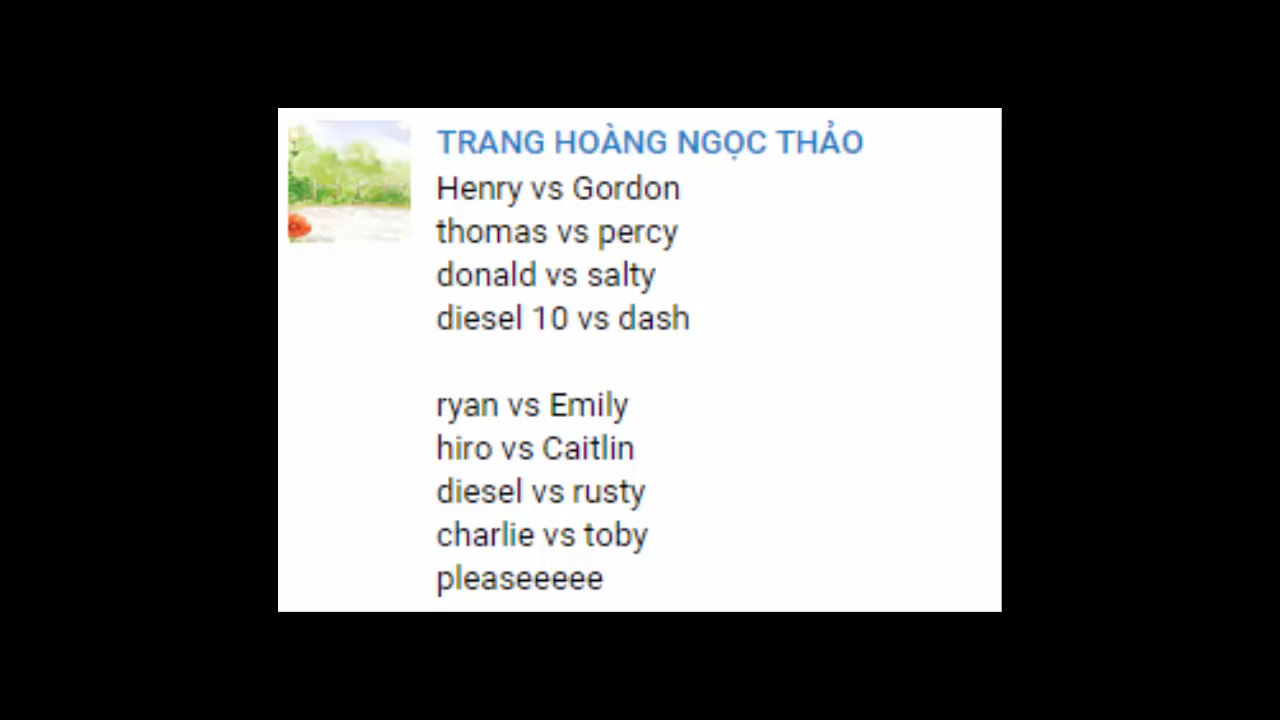 TRANG HOÀNG NGỌC THẢO
Henry vs Gordon
thomas vs percy
donald vs salty
diesel 10 vs dash
ryan vs Emily
hiro vs Caitlin
diesel vs rusty
charlie vs toby
pleaseeeee